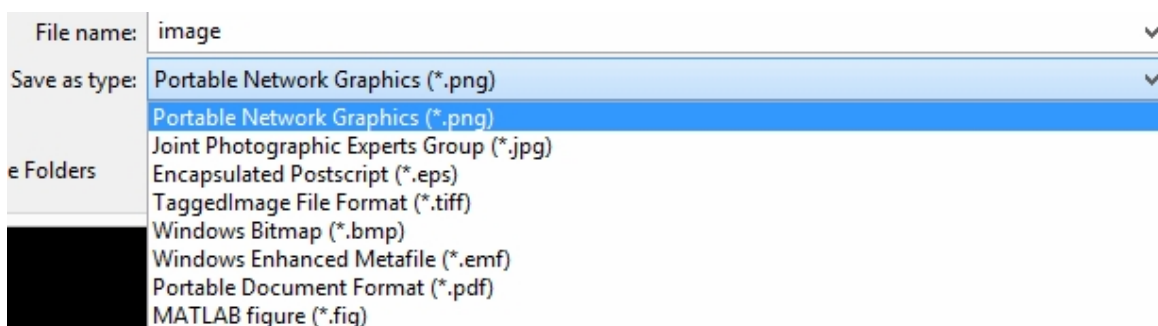 File name: image
Save as type: Portable Network Graphics (*.png)
Portable Network Graphics (*.png)
Joint Photographic Experts Group (*.jpg)
e Folders
Encapsulated Postscript (*.eps)
TaggedImage File Format (*.tiff)
Windows Bitmap (*.bmp)
Windows Enhanced Metafile (*.emf)
Portable Document Format (*.pdf)
MATLAB figure (*.fig)